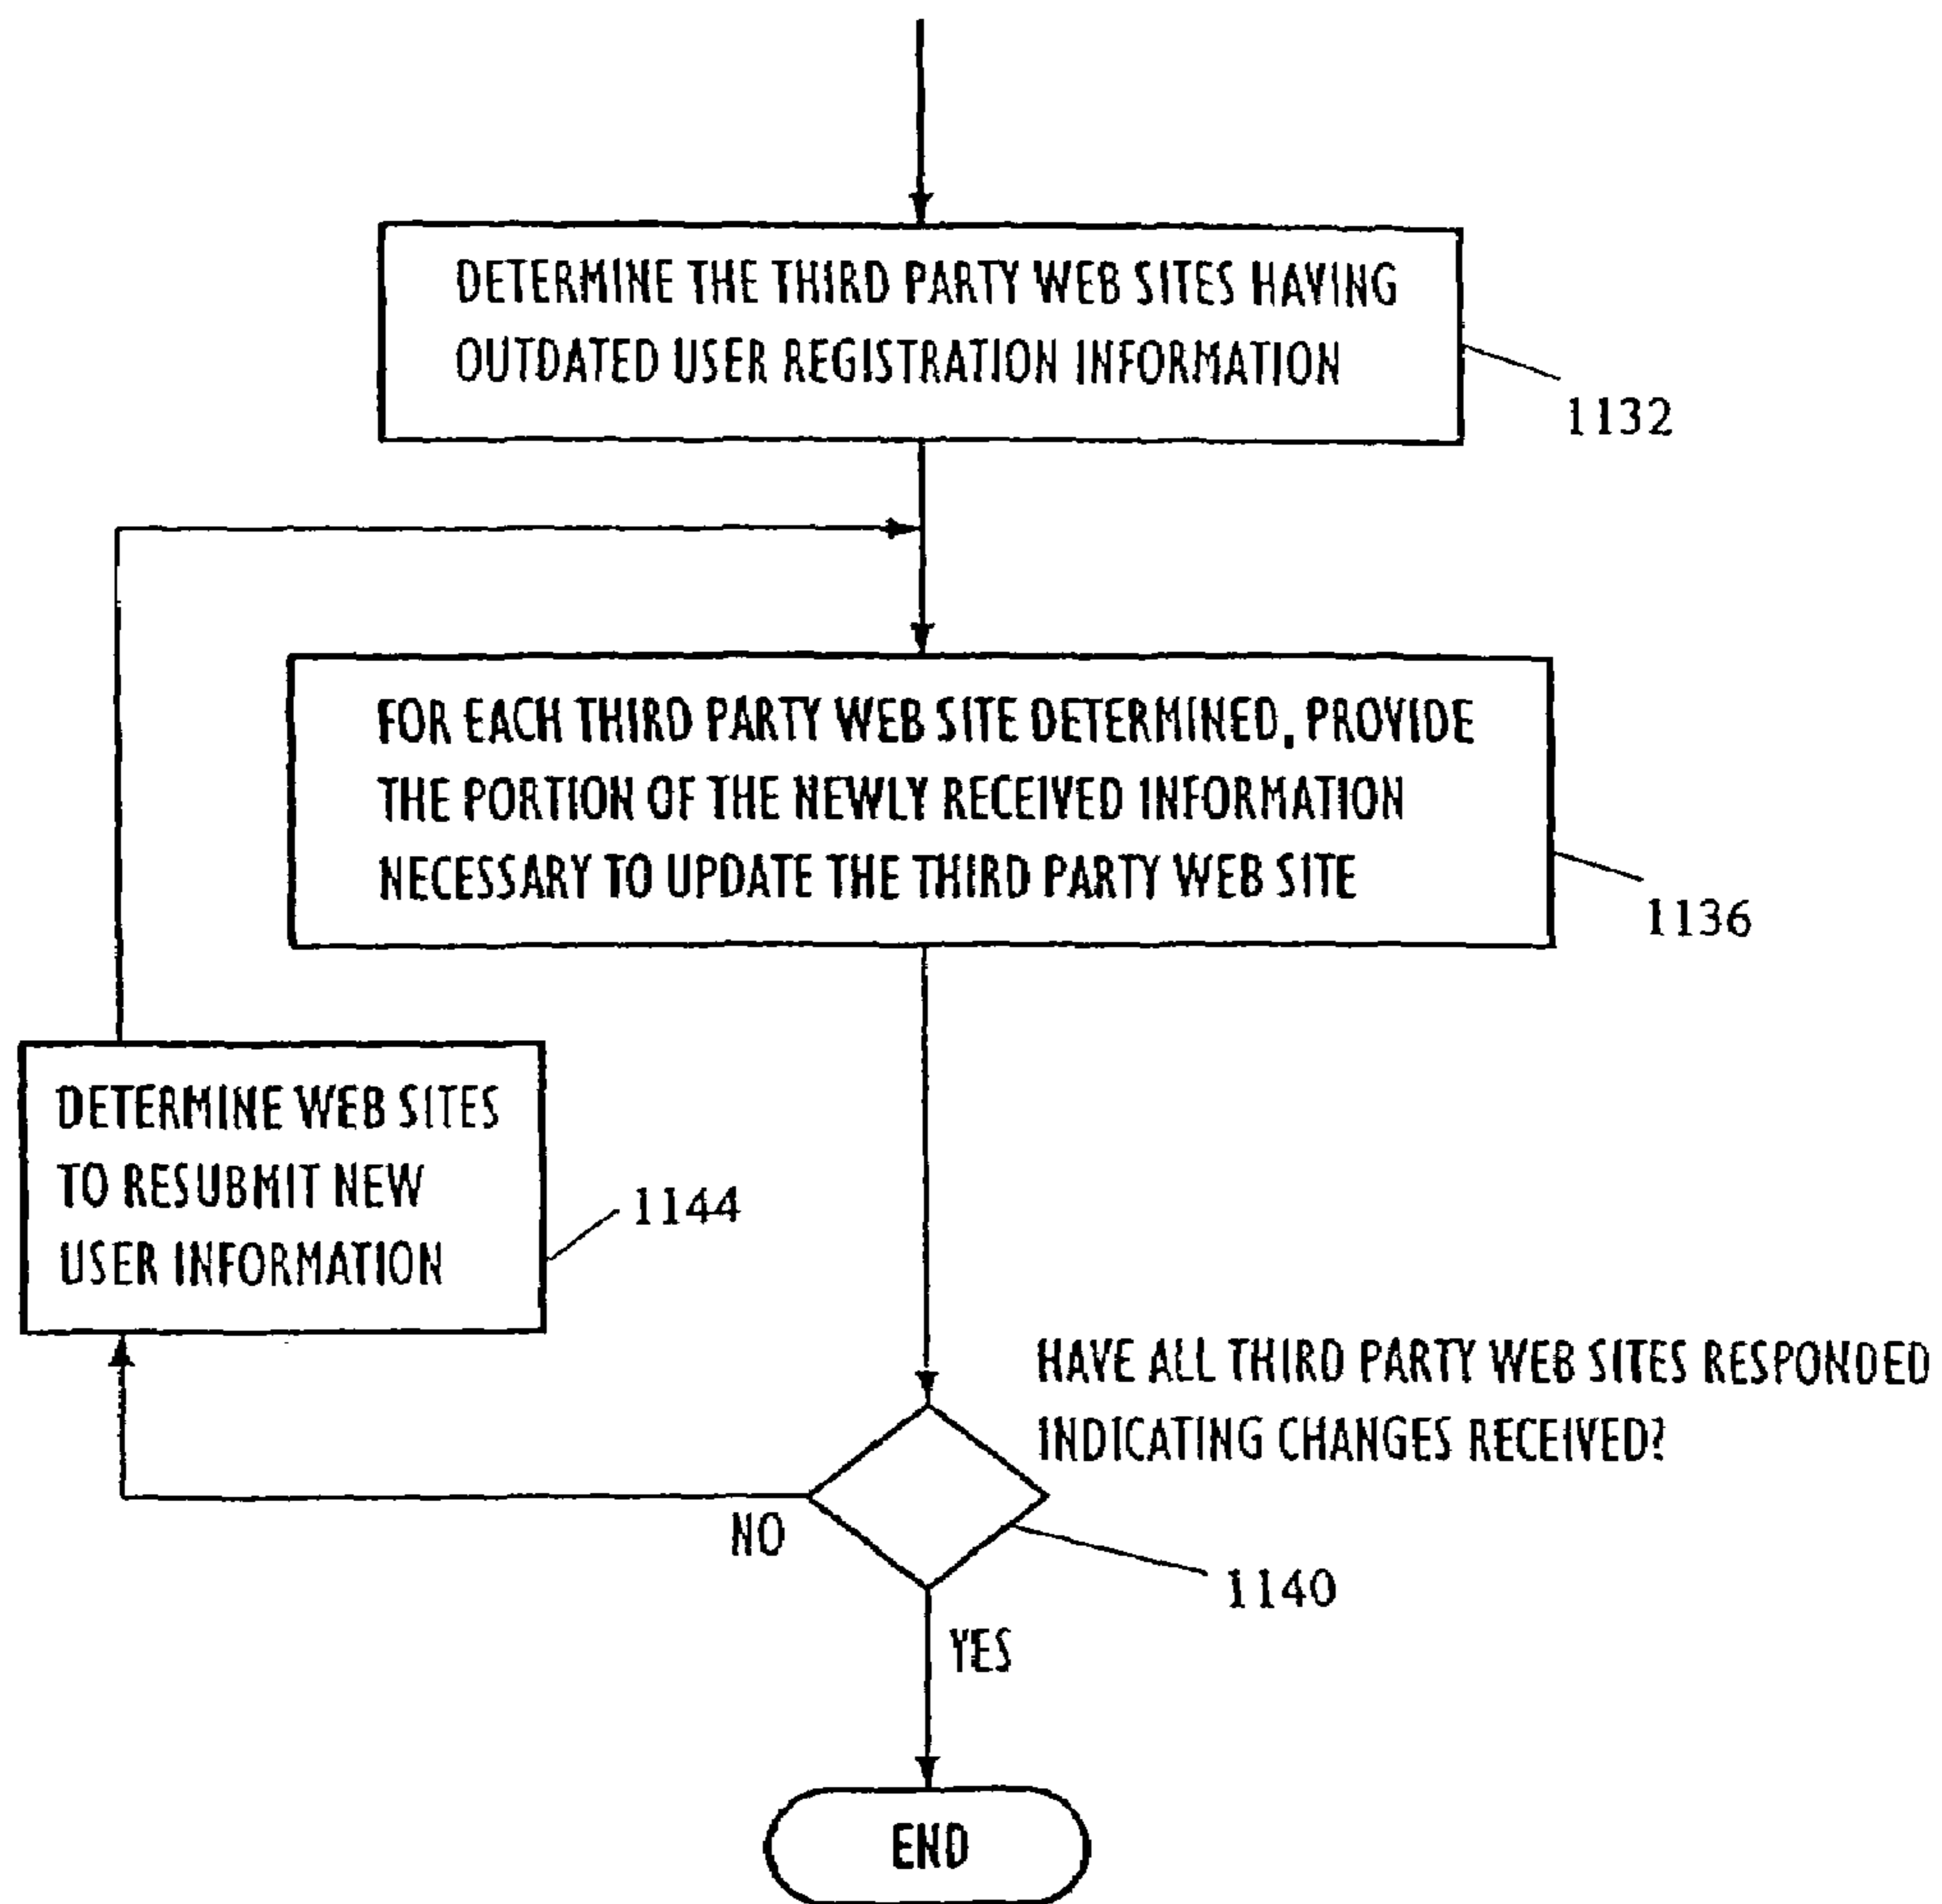 DETERMINE THE THIRD PARTY WEB SITES HAVING
OUTDATED USER REGISTRATION INFORMATION
1132
FOR EACH THIRD PARTY WEB SITE DETERMINED, PROVIDE
THE PORTION OF THE NEWLY RECEIVED INFORMATION
NECESSARY TO UPDATE THE THIRD PARTY WEB SITE
1136
DETERMINE WEB SITES
TO RESUBMIT NEW
USER INFORMATION
1144
HAVE ALL THIRD PARTY WEB SITES RESPONDED
INDICATING CHANGES RECEIVED?
NO
1140
YES
END